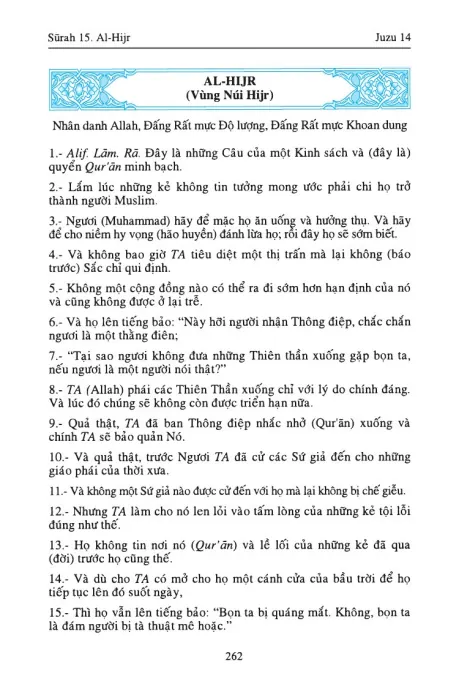 Sūrah 15. Al-Hijr Juzu 14
AL-HIJR
(Vùng Núi Hijr)
Nhân danh Allah, Đấng Rất mực Độ lượng, Đấng Rất mực Khoan dung
1.- Alif. Lām. Rā. Đây là những Câu của một Kinh sách và (đây là)
quyển Qur'ān minh bạch.
2.- Lắm lúc những kẻ không tin tưởng mong ước phải chi họ trở
thành người Muslim.
3.- Ngươi (Muhammad) hãy để mặc họ ăn uống và hưởng thụ. Và hãy
để cho niềm hy vọng (hão huyền) đánh lừa họ; rồi đây họ sẽ sớm biết.
4.- Và không bao giờ TA tiêu diệt một thị trấn mà lại không (báo
trước) Sắc chỉ qui định.
5.- Không một cộng đồng nào có thể ra đi sớm hơn hạn định của nó
và cũng không được ở lại trễ.
6.- Và họ lên tiếng bảo: “Này hỡi người nhận Thông điệp, chắc chắn
ngươi là một thằng điên;
7.- “Tại sao ngươi không đưa những Thiên thần xuống gặp bọn ta,
nếu ngươi là một người nói thật?”
8.- TA (Allah) phái các Thiên Thần xuống chỉ với lý do chính đáng.
Và lúc đó chúng sẽ không còn được triển hạn nữa.
9.- Quả thật, TA đã ban Thông điệp nhắc nhở (Qur'ān) xuống và
chính TA sẽ bảo quản Nó.
10.- Và quả thật, trước Ngươi TA đã cử các Sứ giả đến cho những
giáo phái của thời xưa.
11.- Và không một Sứ giả nào được cử đến với họ mà lại không bị chế giễu.
12.- Nhưng TA làm cho nó len lỏi vào tấm lòng của những kẻ tội lỗi
đúng như thế.
13.- Họ không tin nơi nó (Qur'ān) và lề lối của những kẻ đã qua
(đời) trước họ cũng thế.
14.- Và dù cho TA có mở cho họ một cánh cửa của bầu trời để họ
tiếp tục lên đó suốt ngày,
15.- Thì họ vẫn lên tiếng bảo: “Bọn ta bị quáng mắt. Không, bọn ta
là đám người bị tà thuật mê hoặc.”
262